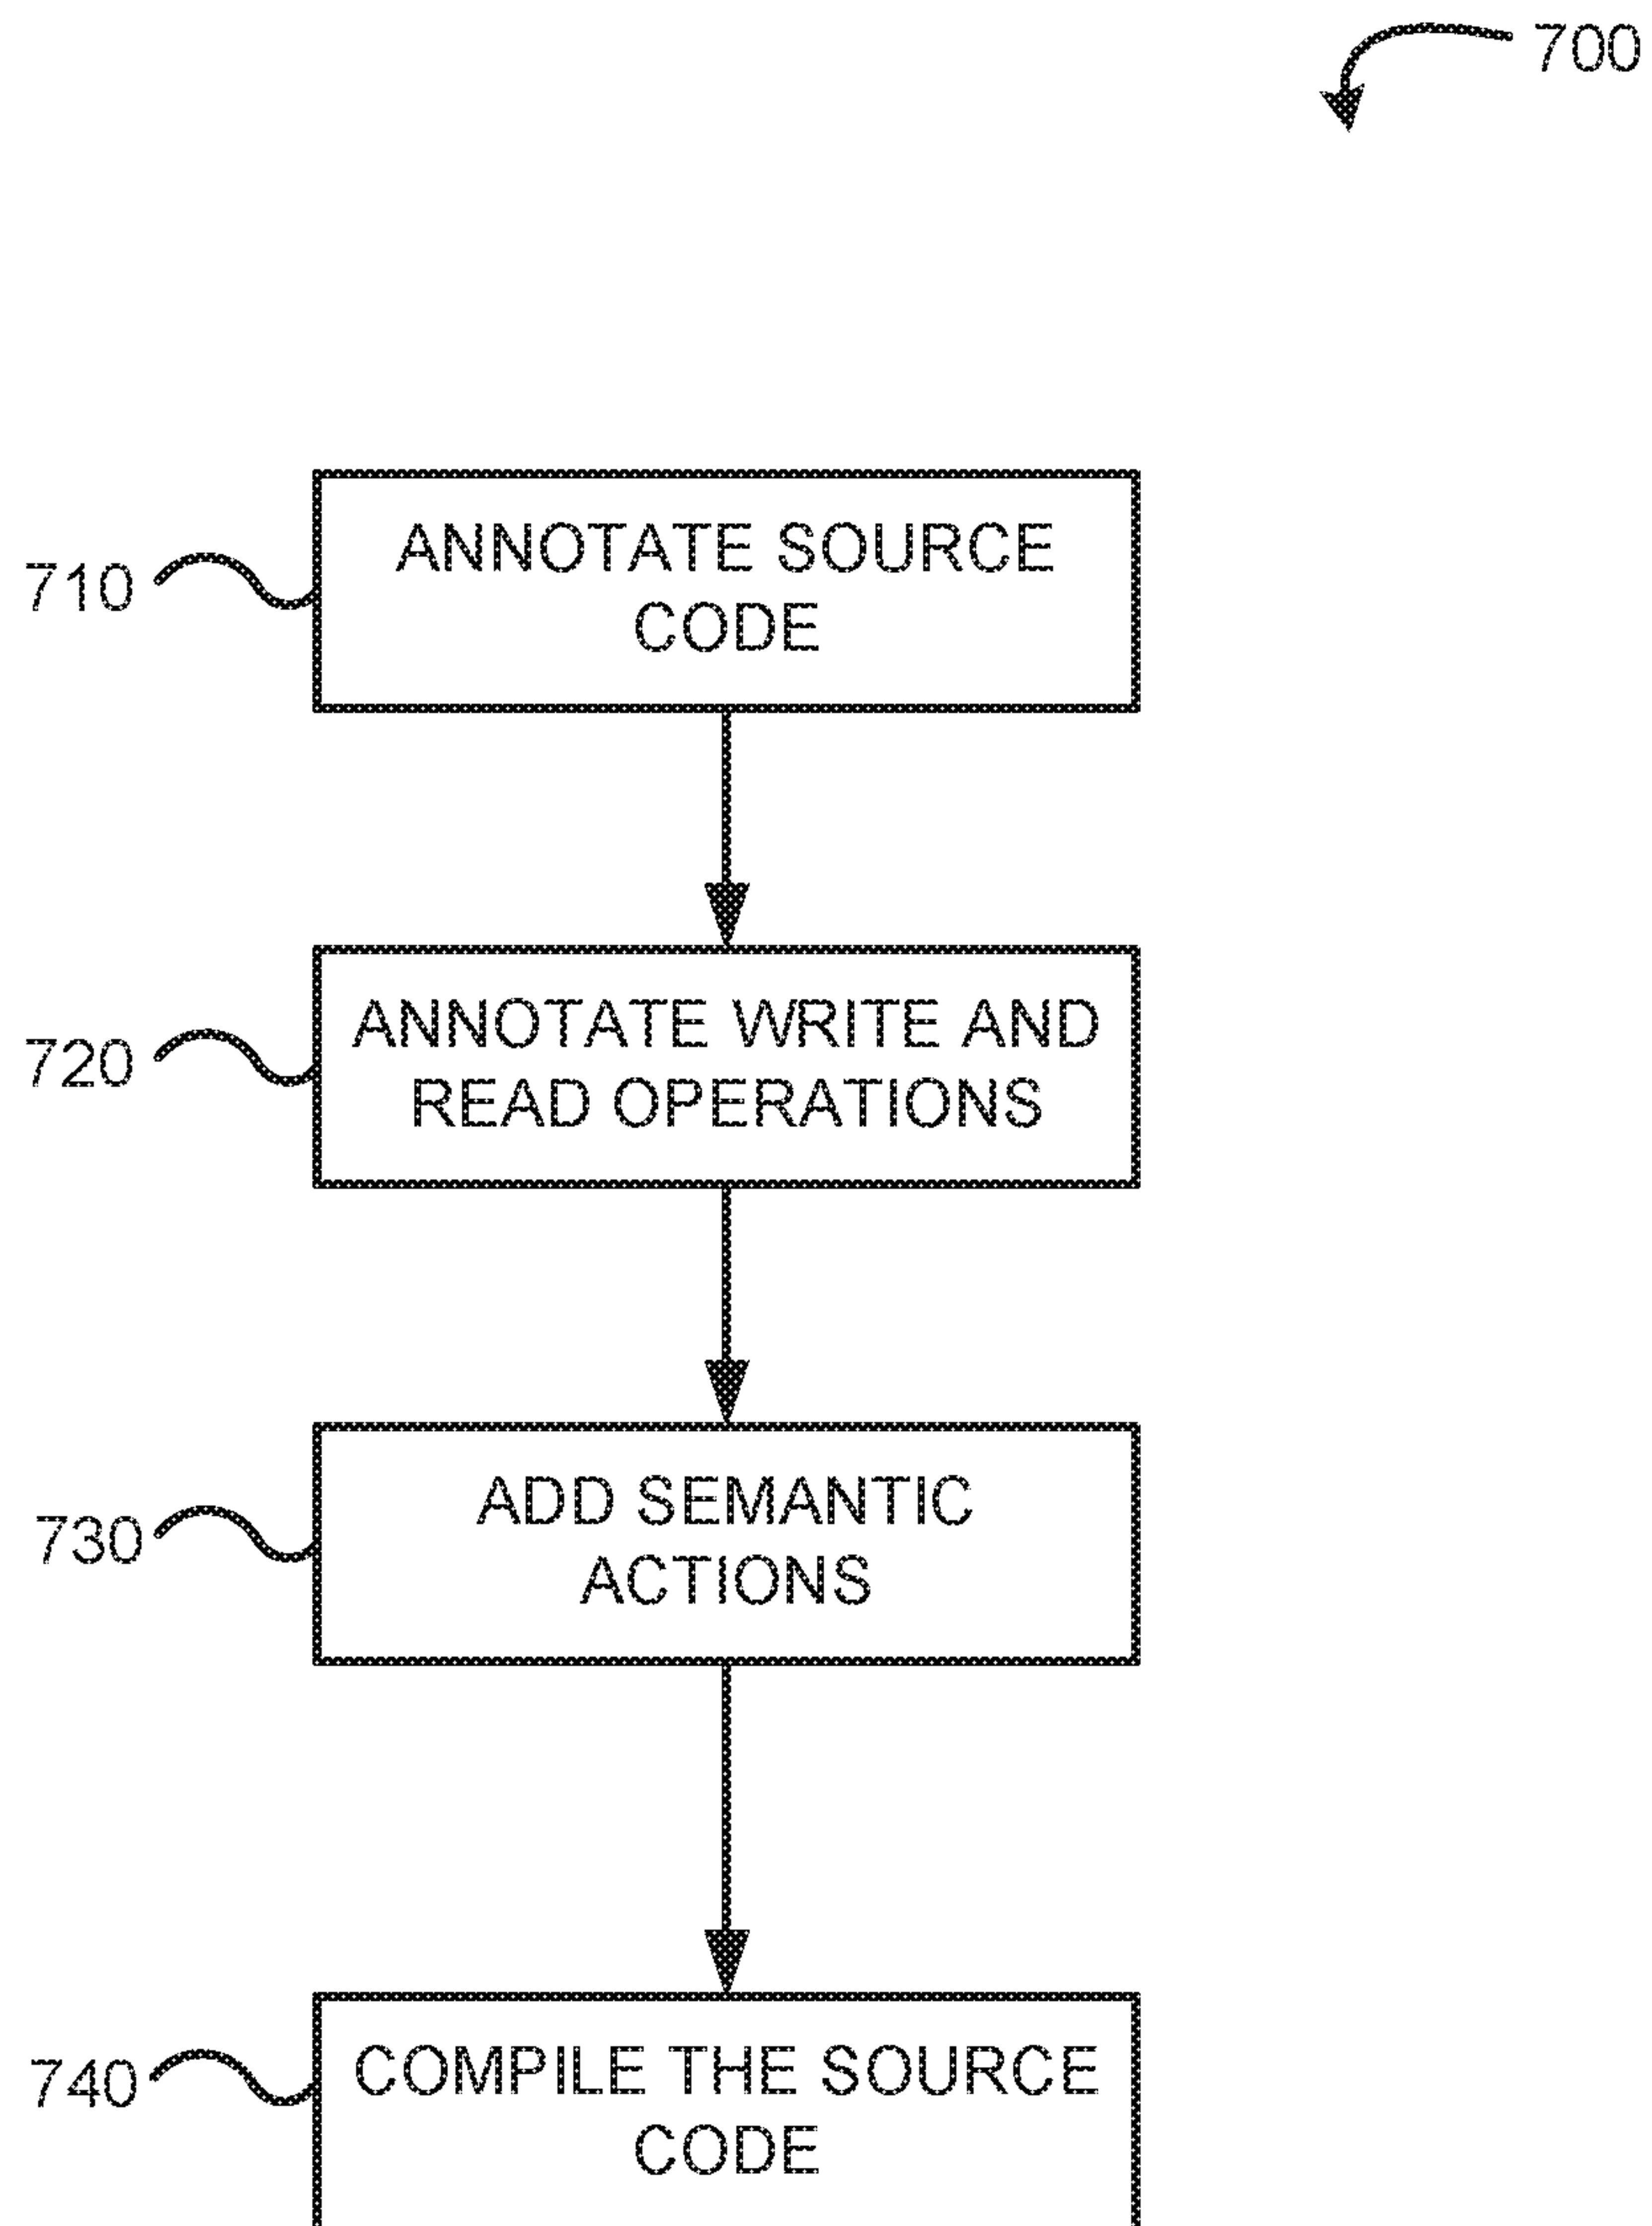 700
710
ANNOTATE SOURCE
CODE
720
ANNOTATE WRITE AND
READ OPERATIONS
730
ADD SEMANTIC
ACTIONS
740
COMPILE THE SOURCE
CODE